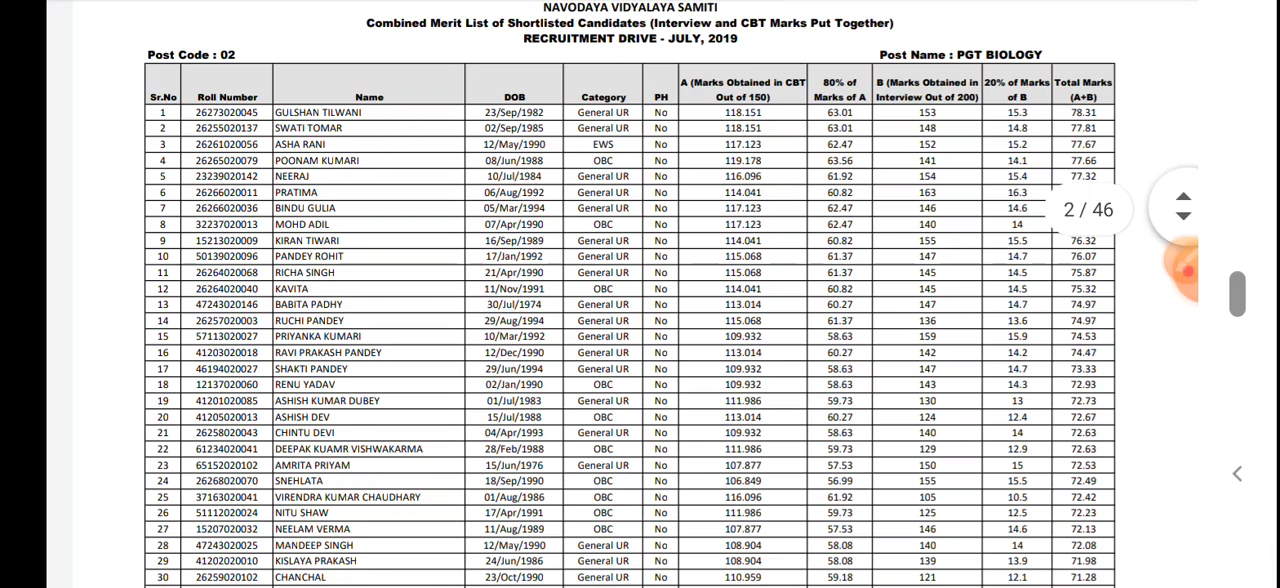 NAVODAYA VIDYALAYA SAMITI
Combined Merit List of Shortlisted Candidates (Interview and CBT Marks Put Together)
RECRUITMENT DRIVE - JULY, 2019
Post Code : 02 Post Name : PGT BIOLOGY
A (Marks Obtained in CBT 80% of B (Marks Obtained in 20% of Marks Total Marks
Sr.No Roll Number Name DOB Category PH Out of 150) Marks of A Interview Out of 200) of B (A+B)
1 26273020045 GULSHAN TILWANI 23/Sep/1982 General UR No 118.151 63.01 153 15.3 78.31
2 26255020137 SWATI TOMAR 02/Sep/1985 General UR No 118.151 63.01 148 14.8 77.81
3 26261020056 ASHA RANI 12/May/1990 EWS No 117.123 62.47 152 15.2 77.67
4 26265020079 POONAM KUMARI 08/Jun/1988 OBC No 119.178 63.56 141 14.1 77.66
5 23239020142 NEERAJ 10/Jul/1984 General UR No 116.096 61.92 154 15.4 77.32
6 26266020011 PRATIMA 06/Aug/1992 General UR No 114.041 60.82 163 16.3
7 26266020036 BINDU GULIA 05/Mar/1994 General UR No 117.123 62.47 146 14.6
2 / 46
8 32237020013 MOHD ADIL 07/Apr/1990 OBC No 117.123 62.47 140 14
9 15213020009 KIRAN TIWARI 16/Sep/1989 General UR No 114.041 60.82 155 15.5 76.32
10 50139020096 PANDEY ROHIT 17/Jan/1992 General UR No 115.068 61.37 147 14.7 76.07
11 26264020068 RICHA SINGH 21/Apr/1990 General UR No 115.068 61.37 145 14.5 75.87
12 26264020040 KAVITA 11/Nov/1991 OBC No 114.041 60.82 145 14.5 75.32
13 47243020146 BABITA PADHY 30/Jul/1974 General UR No 113.014 60.27 147 14.7 74.97
14 26257020003 RUCHI PANDEY 29/Aug/1994 General UR No 115.068 61.37 136 13.6 74.97
15 57113020027 PRIYANKA KUMARI 10/Mar/1992 General UR No 109.932 58.63 159 15.9 74.53
16 41203020018 RAVI PRAKASH PANDEY 12/Dec/1990 General UR No 113.014 60.27 142 14.2 74.47
17 46194020027 SHAKTI PANDEY 29/Jun/1994 General UR No 109.932 58.63 147 14.7 73.33
18 12137020060 RENU YADAV 02/Jan/1990 OBC No 109.932 58.63 143 14.3 72.93
19 41201020085 ASHISH KUMAR DUBEY 01/Jul/1983 General UR No 111.986 59.73 130 13 72.73
20 41205020013 ASHISH DEV 15/Jul/1988 OBC No 113.014 60.27 124 12.4 72.67
21 26258020043 CHINTU DEVI 04/Apr/1993 General UR No 109.932 58.63 140 14 72.63
22 61234020041 DEEPAK KUAMR VISHWAKARMA 28/Feb/1988 OBC No 111.986 59.73 129 12.9 72.63
23 65152020102 AMRITA PRIYAM 15/Jun/1976 General UR No 107.877 57.53 150 15 72.53
24 26268020070 SNEHLATA 18/Sep/1990 OBC No 106.849 56.99 155 15.5 72.49
25 37163020041 VIRENDRA KUMAR CHAUDHARY 01/Aug/1986 OBC No 116.096 61.92 105 10.5 72.42
26 51112020024 NITU SHAW 17/Apr/1991 OBC No 111.986 59.73 125 12.5 72.23
27 15207020032 NEELAM VERMA 11/Aug/1989 OBC No 107.877 57.53 146 14.6 72.13
28 47243020025 MANDEEP SINGH 12/May/1990 General UR No 108.904 58.08 140 14 72.08
29 41202020010 KISLAYA PRAKASH 24/Jun/1986 General UR No 108.904 58.08 139 13.9 71.98
30 26259020102 CHANCHAL 23/Oct/1990 General UR No 110.959 59.18 121 12.1 71.28